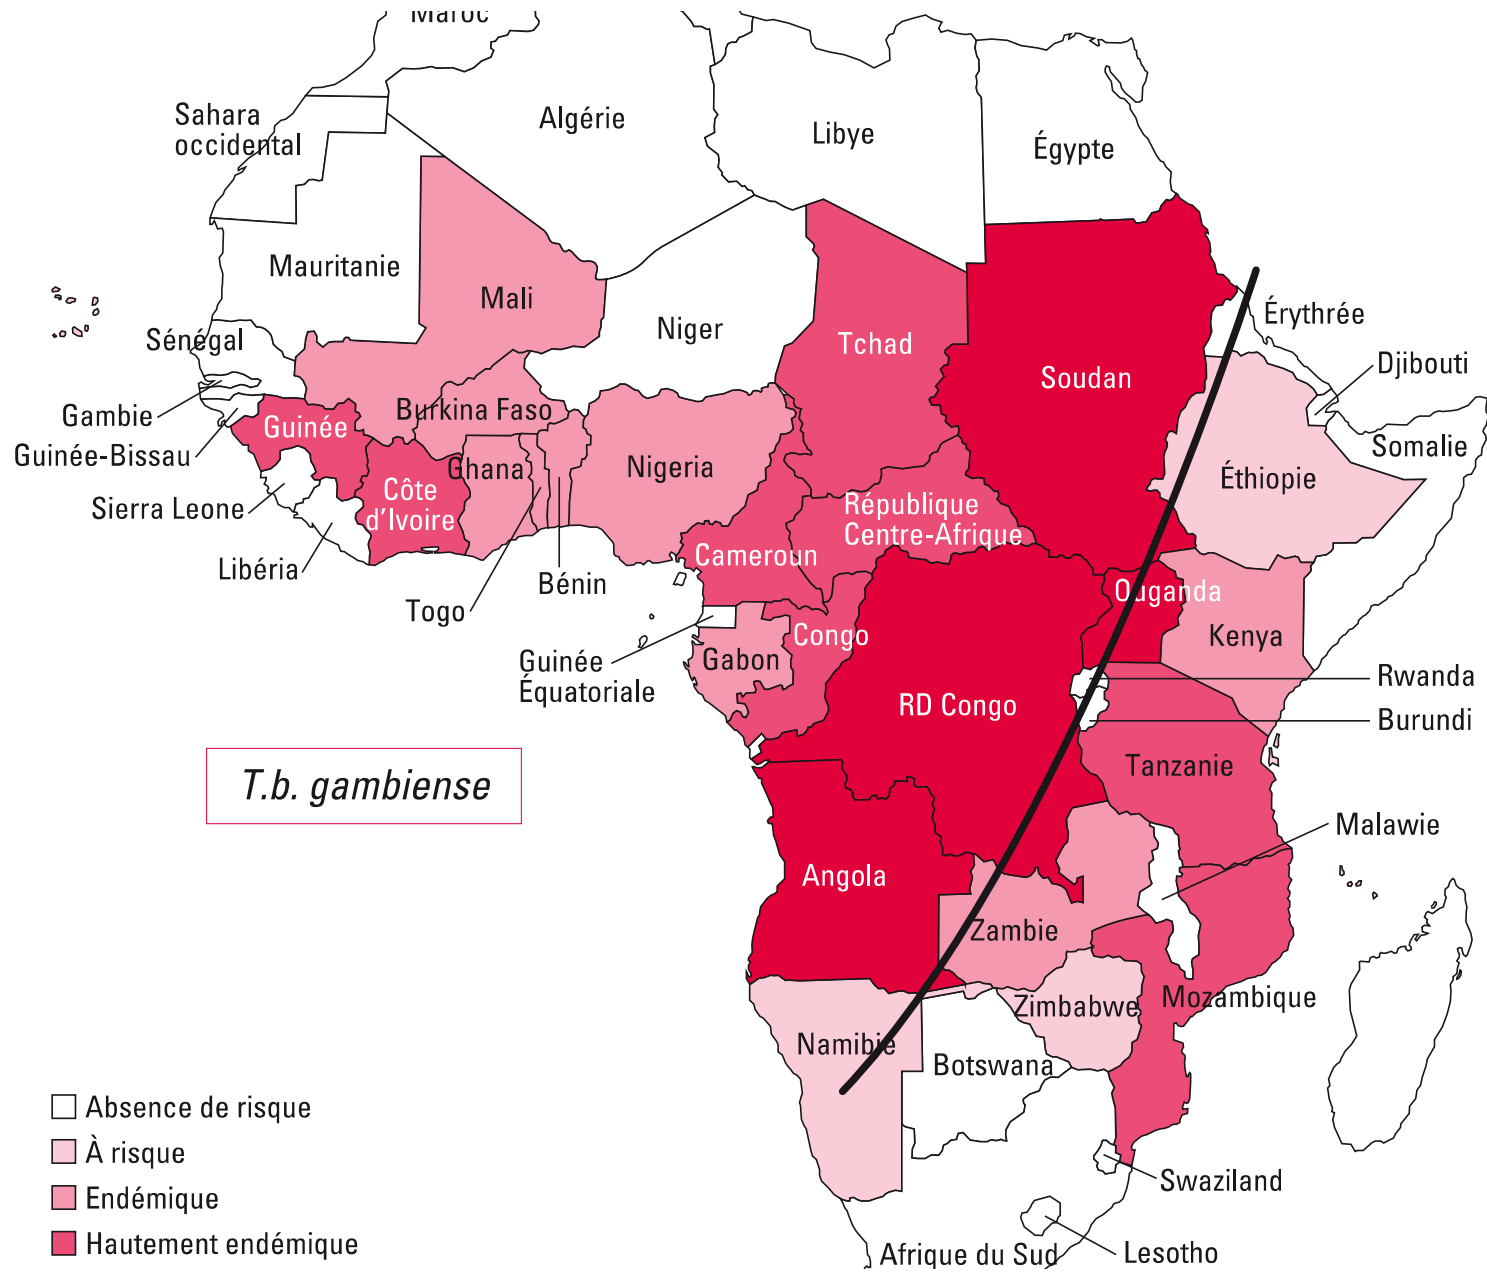 Maroc
Sahara
occidental
Algérie
Libye
Égypte
Mauritanie
Mali
Niger
Tchad
Soudan
Érythrée
Djibouti
Sénégal
Gambie
Guinée-Bissau
Guinée
Sierra Leone
Libéria
Côte
d'Ivoire
Burkina Faso
Ghana
Togo
Bénin
Nigeria
Cameroun
République
Centre-Afrique
Éthiopie
Somalie
Ouganda
Kenya
Guinée
Équatoriale
Gabon
Congo
RD Congo
Rwanda
Burundi
Tanzanie
T.b. gambiense
Malawie
Angola
Zambie
Mozambique
Zimbabwe
Namibie
Botswana
Swaziland
Lesotho
Afrique du Sud
Absence de risque
À risque
Endémique
Hautement endémique